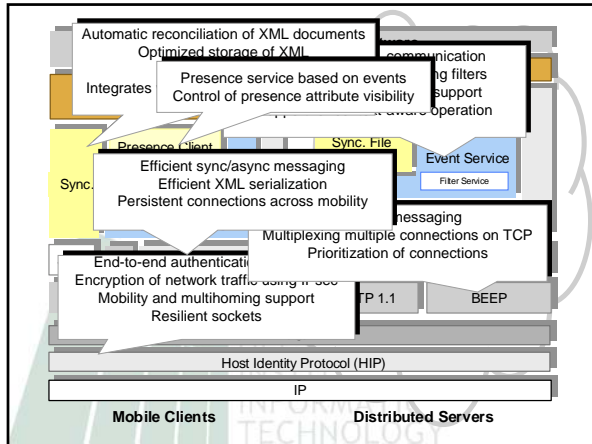 Automatic reconciliation of XML documents
Optimized storage of XML
Integrates
communication
filters
support
operation
Presence service based on events
Control of presence attribute visibility
Presence Client
Sync. File
Sync.
Event Service
Filter Service
Efficient sync/async messaging
Efficient XML serialization
Persistent connections across mobility
messaging
Multiplexing multiple connections on TCP
Prioritization of connections
End-to-end
Encryption of network traffic using IPsec
Mobility and multihoming support
Resilient sockets
TP 1.1
BEEP
Host Identity Protocol (HIP)
IP
Mobile Clients
Distributed Servers
INFORMATION
TECHNOLOGY